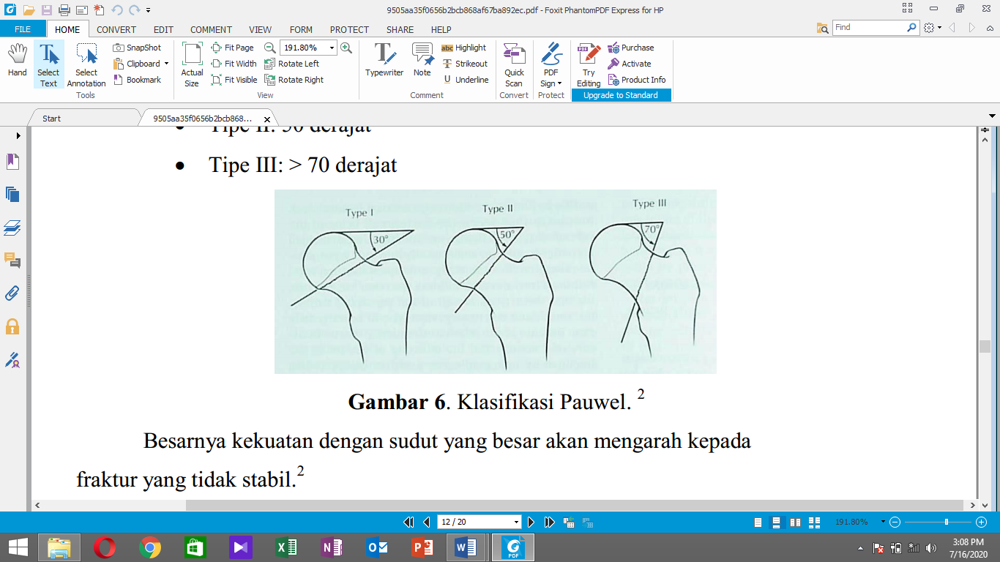 9505aa35f0656b2bcb868af67ba892ec.pdf - Foxit PhantomPDF Express for HP
FILE HOME CONVERT EDIT COMMENT VIEW FORM PROTECT SHARE HELP
Find
Hand
Select Text
Select Annotation
SnapShot
Clipboard
Bookmark
Tools
Actual Size
Fit Page
Fit Width
Fit Visible
191.80%
Rotate Left
Rotate Right
View
Typewriter
Note
Highlight
Strikeout
Underline
Comment
Quick Scan
Convert
PDF Sign
Protect
Try Editing
Purchase
Activate
Product Info
Upgrade to Standard
Start
9505aa35f0656b2bcb868...
Tipe II: 50 derajat
• Tipe III: > 70 derajat
Type I
Type II
Type III
30°
50°
70°
Gambar 6. Klasifikasi Pauwel. 2
Besarnya kekuatan dengan sudut yang besar akan mengarah kepada
fraktur yang tidak stabil.2
12 / 20
191.80%
3:08 PM
7/16/2020